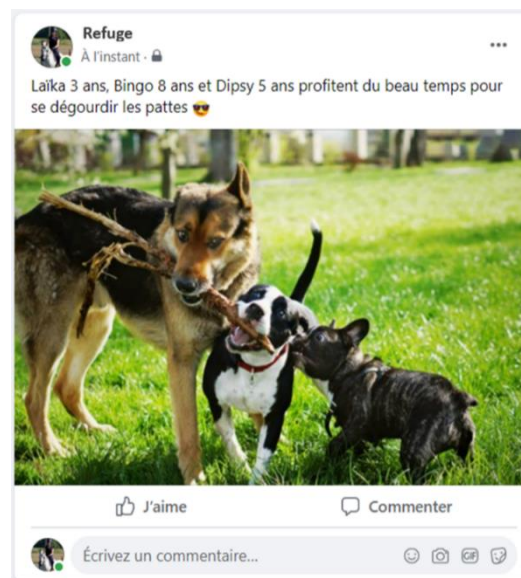 Refuge
À l'instant ·
Laïka 3 ans, Bingo 8 ans et Dipsy 5 ans profitent du beau temps pour
se dégourdir les pattes 😎
J'aime
Commenter
Écrivez un commentaire...
GIF